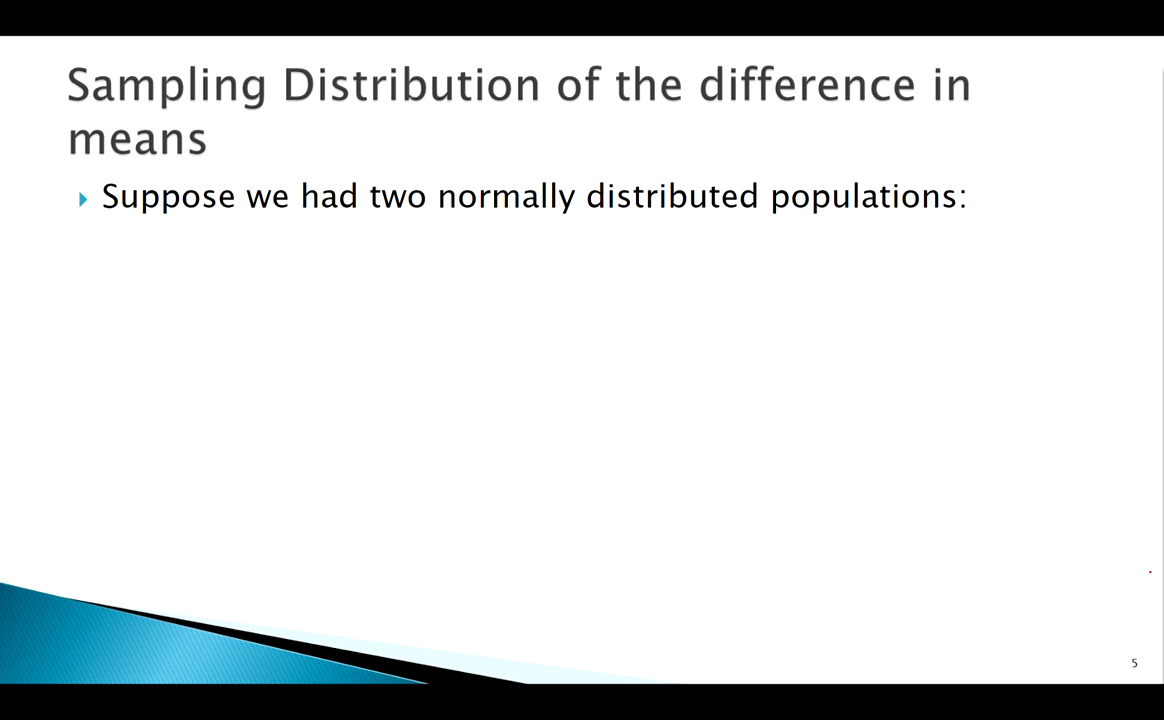 Sampling Distribution of the difference in
means
Suppose we had two normally distributed populations:
5